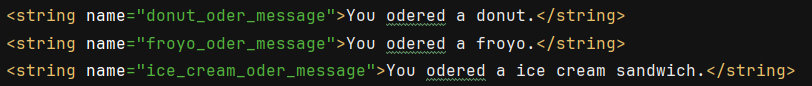 <string name="donut_oder_message">You odered a donut.</string>
<string name="froyo_oder_message">You odered a froyo.</string>
<string name="ice_cream_oder_message">You odered a ice cream sandwich.</string>